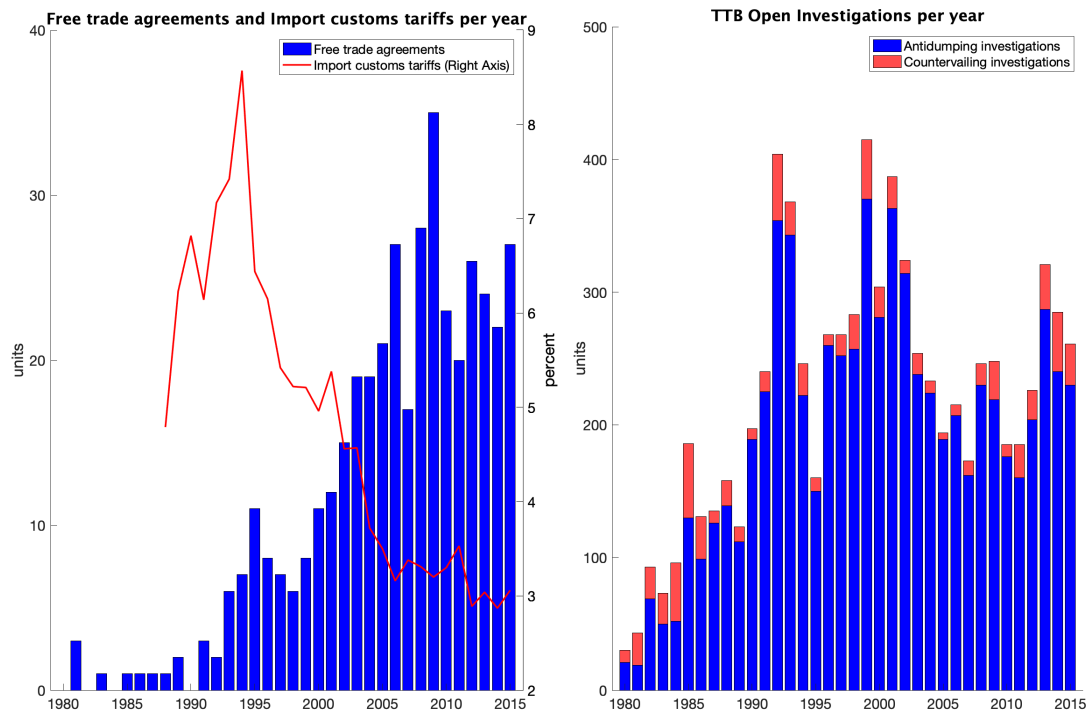 Free trade agreements and Import customs tariffs per year
40
30
20
10
0
units
Free trade agreements
Import customs tariffs (Right Axis)
9
8
7
6
5
4
3
2
percent
1980 1985 1990 1995 2000 2005 2010 2015
TTB Open Investigations per year
500
400
300
200
100
0
units
Antidumping investigations
Countervailing investigations
1980 1985 1990 1995 2000 2005 2010 2015